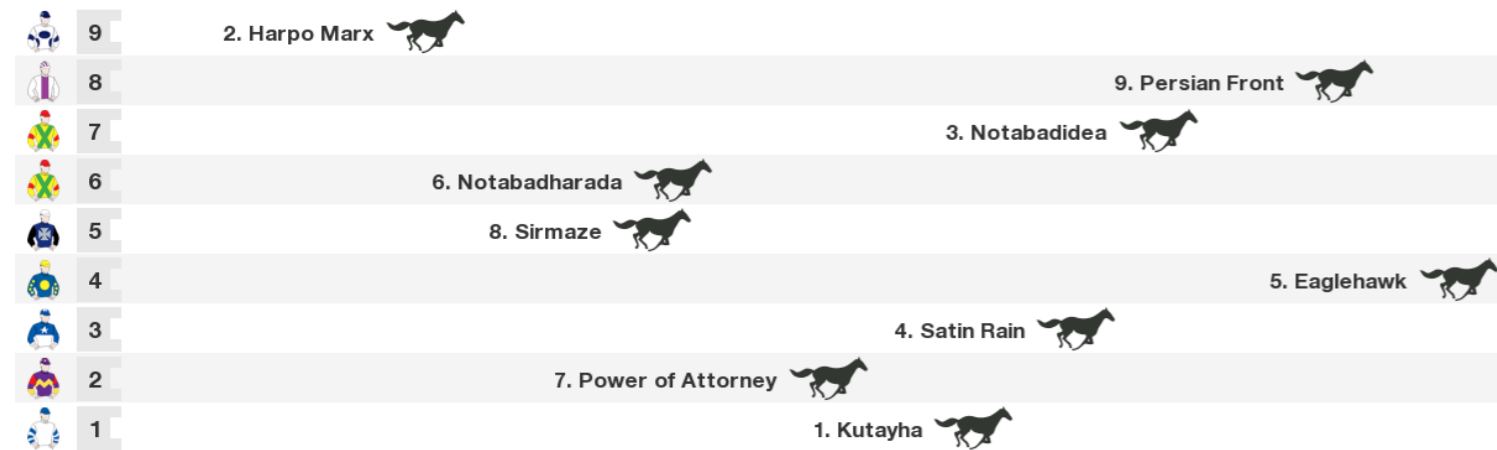 9 2. Harpo Marx
8 9. Persian Front
7 3. Notabadidea
6 6. Notabadharada
5 8. Sirmaze
4 5. Eaglehawk
3 4. Satin Rain
2 7. Power of Attorney
1 1. Kutayha